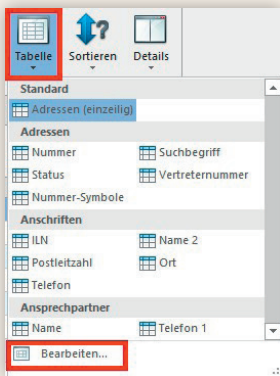 Tabelle Sortieren Details
Standard
Adressen (einzeilig)
Adressen
Nummer Suchbegriff
Status Vertreternummer
Nummer-Symbole
Anschriften
ILN Name 2
Postleitzahl Ort
Telefon
Ansprechpartner
Name Telefon 1
Bearbeiten...